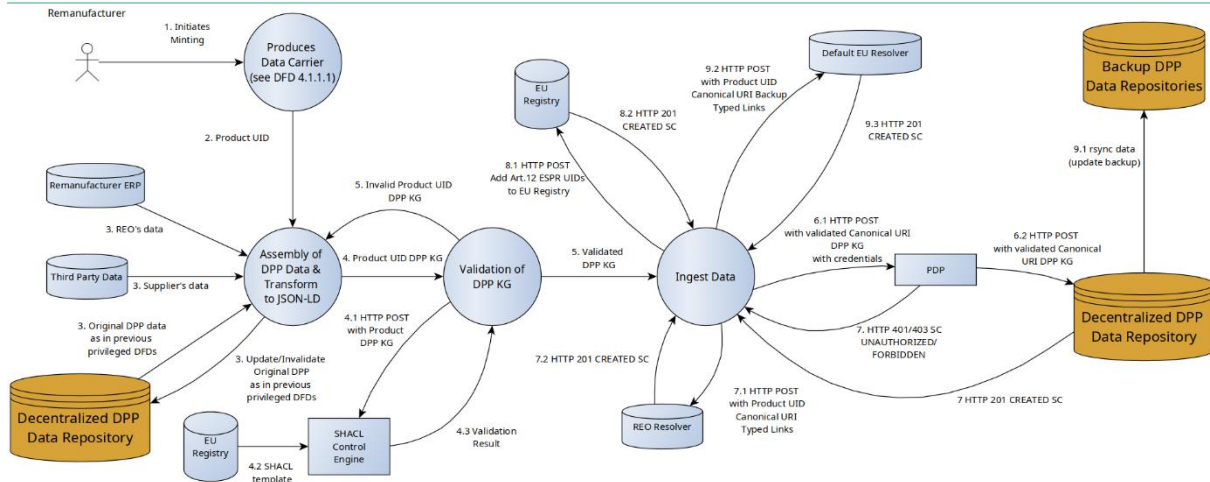 Remanufacturer
1. Initiates
Minting
Produces
Data Carrier
(see DFD 4.1.1.1)
2. Product UID
Remanufacturer ERP
3. REO's data
Third Party Data
3. Supplier's data
3. Original DPP data
as in previous
privileged DFDs
Decentralized DPP
Data Repository
3. Update/Invalidate
Original DPP
as in previous
privileged DFDs
Assembly of
DPP Data &
Transform
to JSON-LD
5. Invalid Product UID
DPP KG
4. Product UID DPP KG
Validation of
DPP KG
4.1 HTTP POST
with Product
DPP KG
EU
Registry
4.2 SHACL
template
SHACL
Control
Engine
4.3 Validation
Result
5. Validated
DPP KG
EU
Registry
8.2 HTTP 201
CREATED SC
8.1 HTTP POST
Add Art.12 ESPR UIDs
to EU Registry
9.2 HTTP POST
with Product UID
Canonical URI Backup
Typed Links
Default EU Resolver
9.3 HTTP 201
CREATED SC
Ingest Data
6.1 HTTP POST
with validated Canonical URI
DPP KG
with credentials
PDP
6.2 HTTP POST
with validated Canonical
URI DPP KG
7. HTTP 401/403 SC
UNAUTHORIZED/
FORBIDDEN
7.2 HTTP 201 CREATED SC
REO Resolver
7.1 HTTP POST
with Product UID
Canonical URI
Typed Links
7 HTTP 201 CREATED SC
Backup DPP
Data Repositories
9.1 rsync data
(update backup)
Decentralized DPP
Data Repository